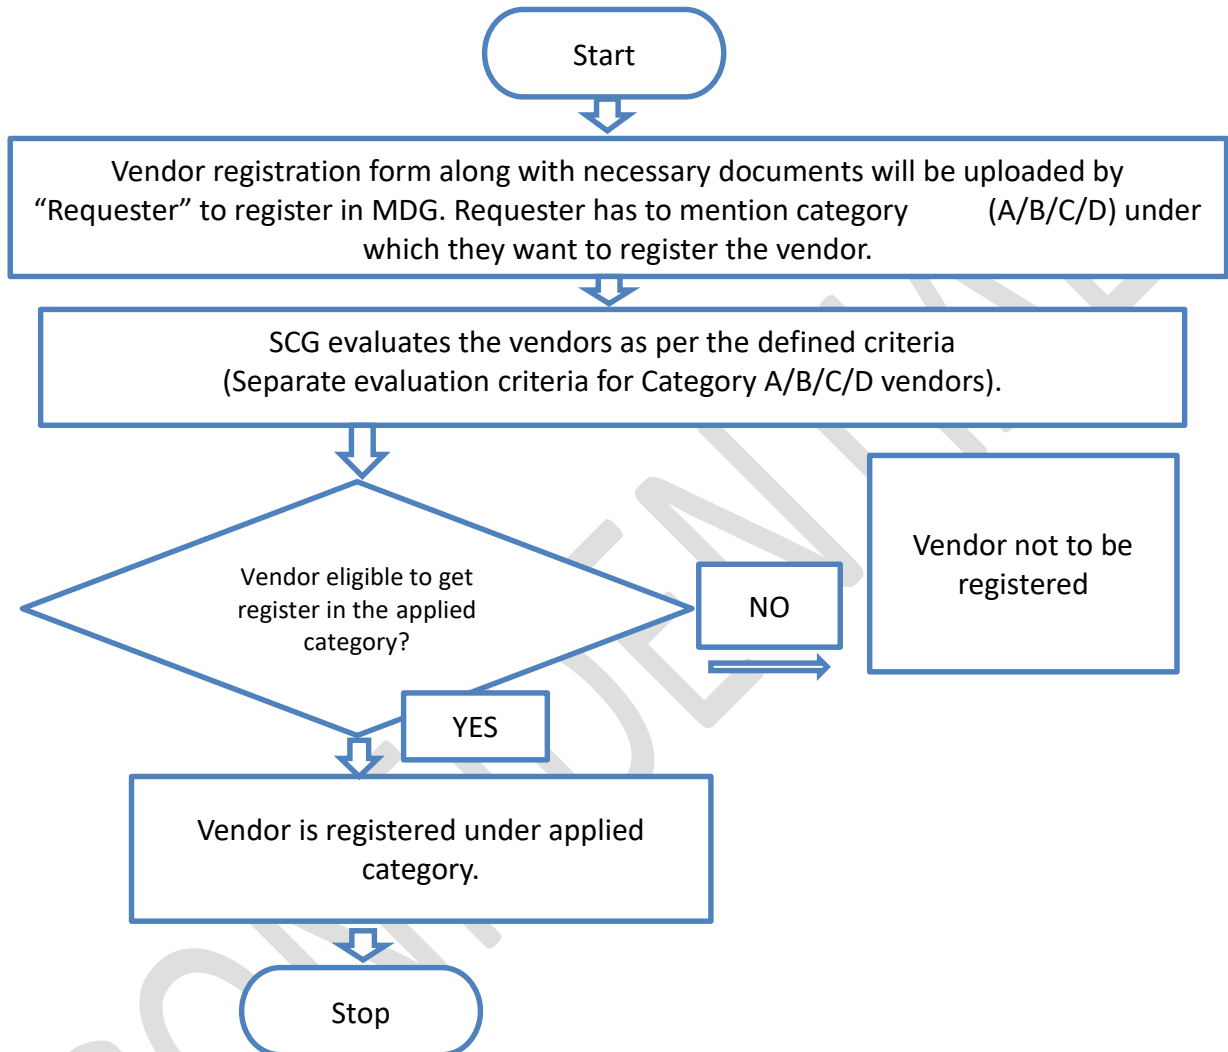 Start
Vendor registration form along with necessary documents will be uploaded by
“Requester” to register in MDG. Requester has to mention category (A/B/C/D) under
which they want to register the vendor.
SCG evaluates the vendors as per the defined criteria
(Separate evaluation criteria for Category A/B/C/D vendors).
Vendor eligible to get
register in the applied
category?
NO
Vendor not to be
registered
YES
Vendor is registered under applied
category.
Stop
CONFIDENTIAL